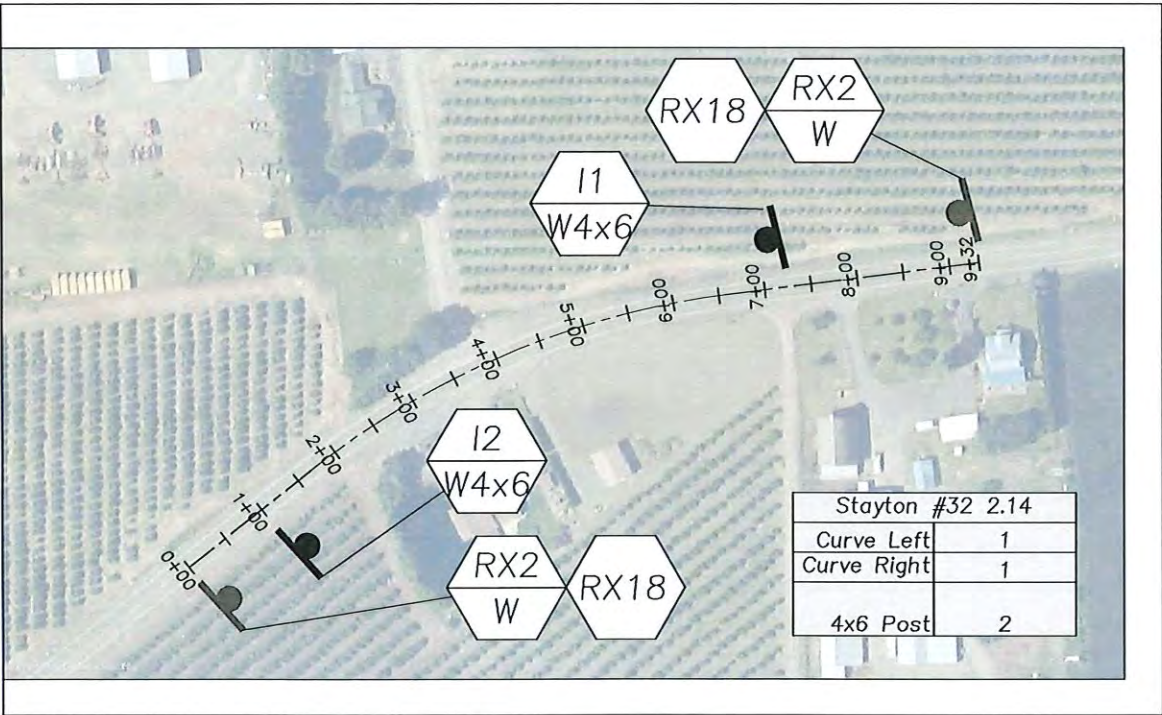 RX18
RX2
W
I1
W4x6
0+00
1+00
2+00
3+00
4+00
5+00
6+00
7+00
8+00
9+00
9+32
I2
W4x6
RX2
W
RX18
Stayton #32 2.14
Curve Left 1
Curve Right 1
4x6 Post 2